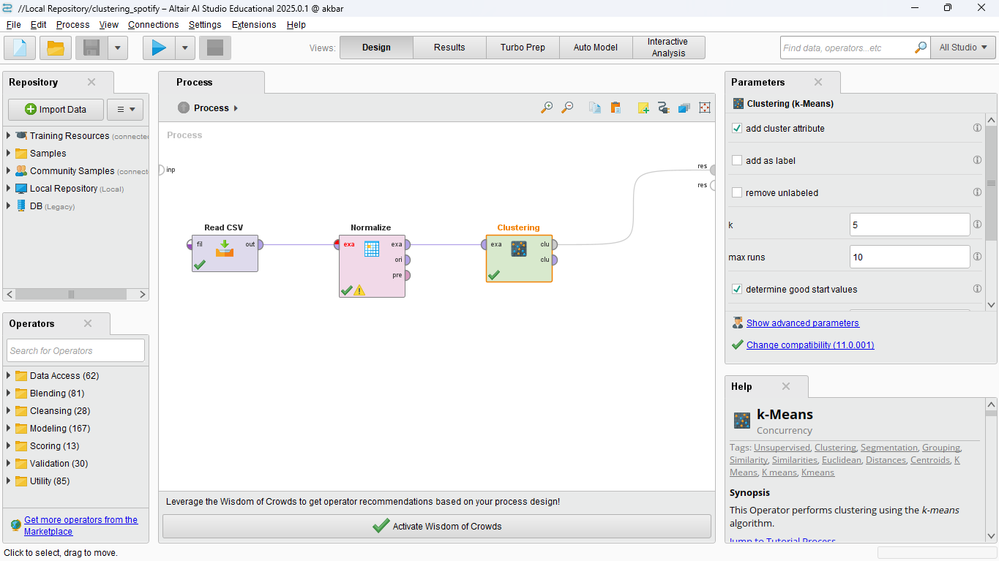 //Local Repository/clustering_spotify – Altair AI Studio Educational 2025.0.1 @ akbar
File Edit Process View Connections Settings Extensions Help
Views: Design Results Turbo Prep Auto Model Interactive Analysis
Find data, operators...etc All Studio
Repository
Import Data
Training Resources (connected
Samples
Community Samples (connect
Local Repository (Local)
DB (Legacy)
Operators
Search for Operators
Data Access (62)
Blending (81)
Cleansing (28)
Modeling (167)
Scoring (13)
Validation (30)
Utility (85)
Get more operators from the
Marketplace
Process
Process
Process
inp
res
res
Read CSV
fil out
Normalize
exa exa
ori
pre
Clustering
exa clu
clu
Leverage the Wisdom of Crowds to get operator recommendations based on your process design!
Activate Wisdom of Crowds
Parameters
Clustering (k-Means)
add cluster attribute
add as label
remove unlabeled
k 5
max runs 10
determine good start values
Show advanced parameters
Change compatibility (11.0.001)
Help
k-Means
Concurrency
Tags: Unsupervised, Clustering, Segmentation, Grouping,
Similarity, Similarities, Euclidean, Distances, Centroids, K
Means, K means, Kmeans
Synopsis
This Operator performs clustering using the k-means
algorithm.
Jump to Tutorial Process
Click to select, drag to move.